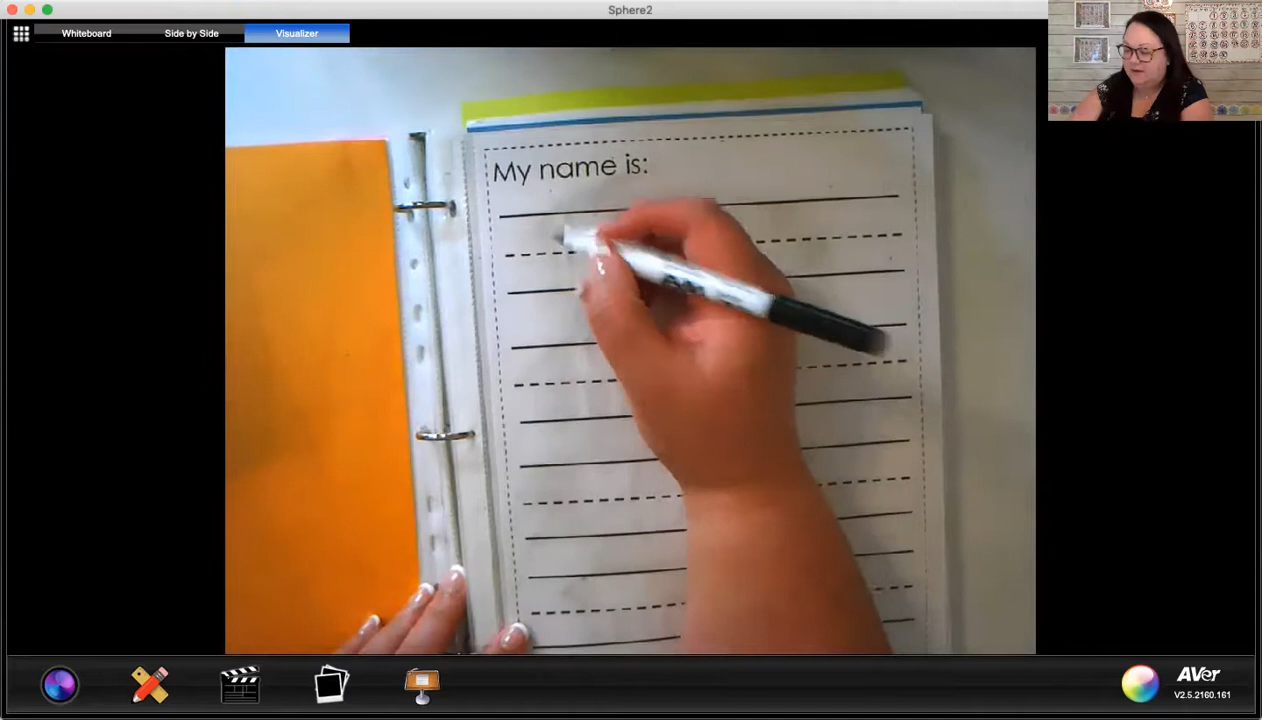 Sphere2
Whiteboard
Side by Side
Visualizer
My name is:
AVer
V2.5.2160.161